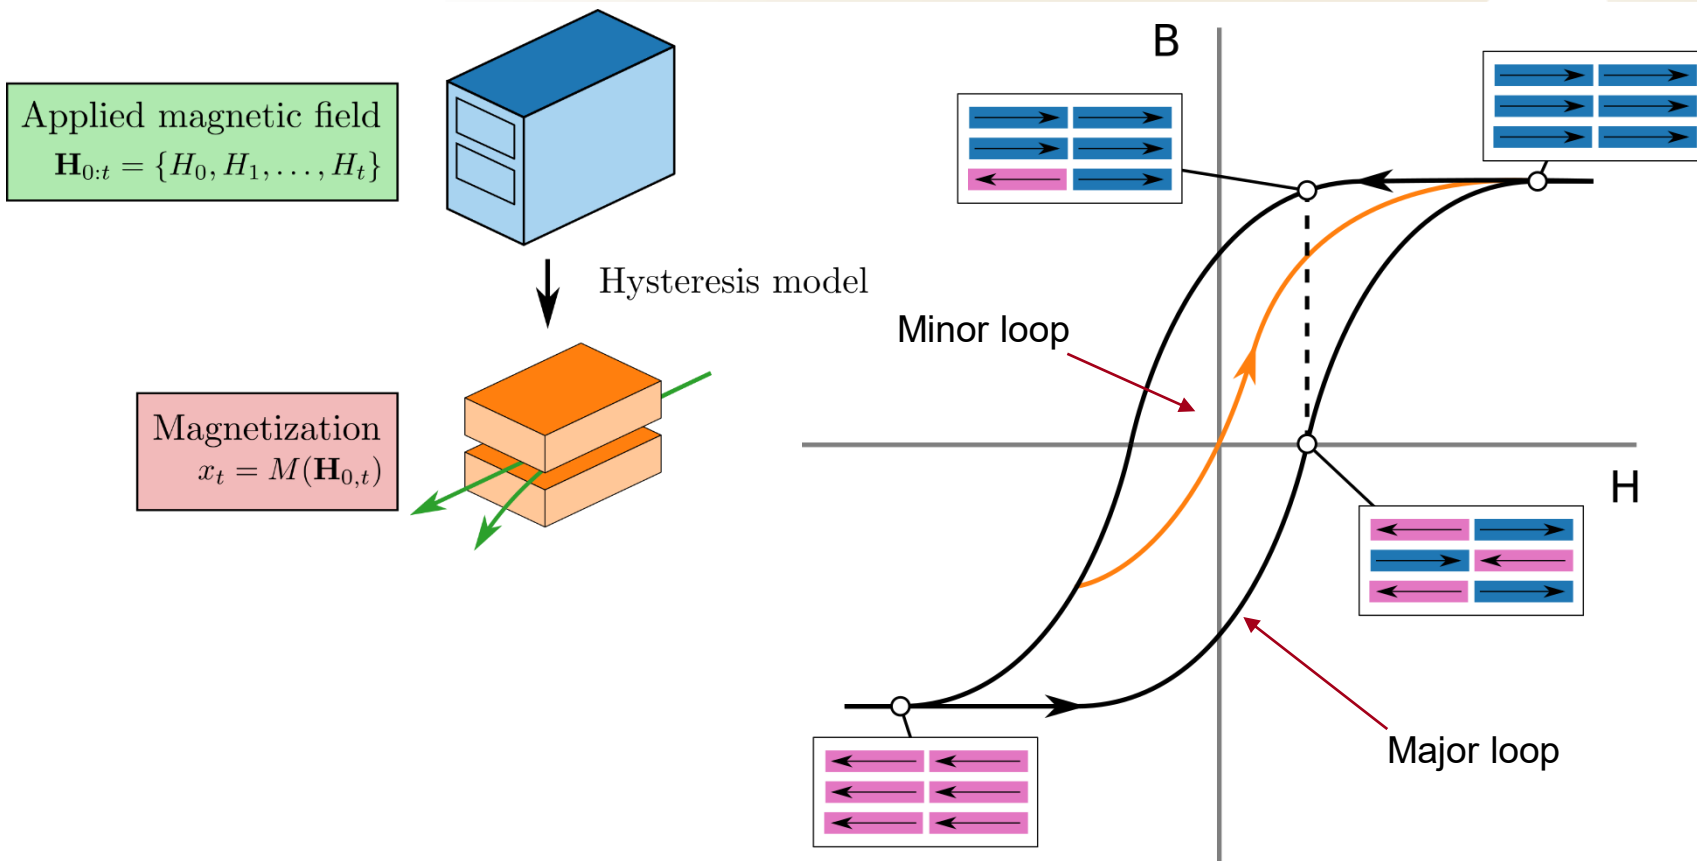 Applied magnetic field
H₀:ₜ = {H₀, H₁, . . . , Hₜ}
Hysteresis model
Magnetization
xₜ = M(H₀,ₜ)
B
Minor loop
H
Major loop